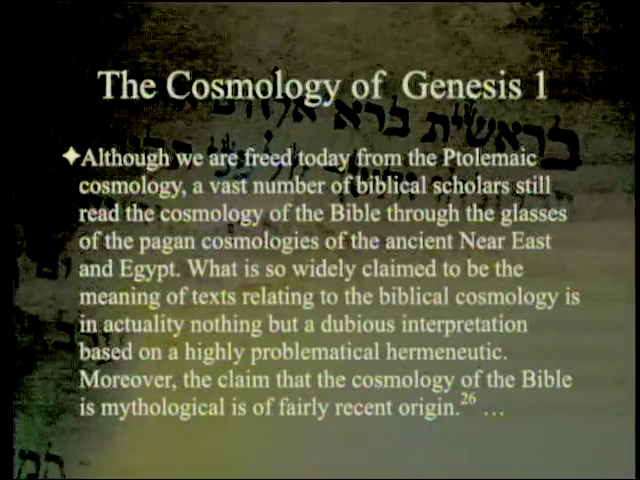 The Cosmology of Genesis 1
✦Although we are freed today from the Ptolemaic
cosmology, a vast number of biblical scholars still
read the cosmology of the Bible through the glasses
of the pagan cosmologies of the ancient Near East
and Egypt. What is so widely claimed to be the
meaning of texts relating to the biblical cosmology is
in actuality nothing but a dubious interpretation
based on a highly problematical hermeneutic.
Moreover, the claim that the cosmology of the Bible
is mythological is of fairly recent origin.26 …
בראשית ברא אלהים